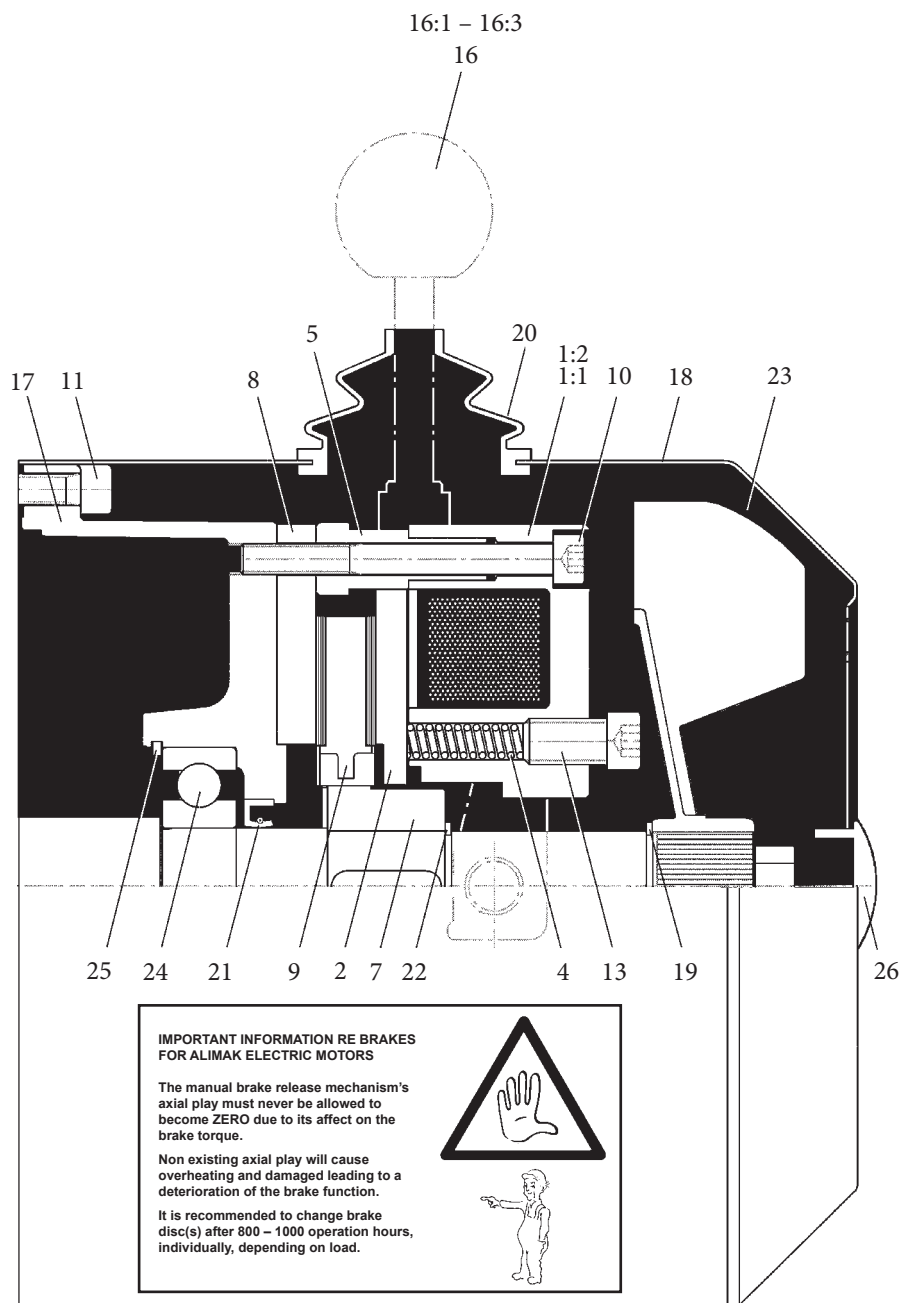 16:1 – 16:3
16
5
20
1:2
1:1
17
11
8
10
18
23
25
24
21
9
2
7
22
4
13
19
26
IMPORTANT INFORMATION RE BRAKES
FOR ALIMAK ELECTRIC MOTORS
The manual brake release mechanism's
axial play must never be allowed to
become ZERO due to its affect on the
brake torque.
Non existing axial play will cause
overheating and damaged leading to a
deterioration of the brake function.
It is recommended to change brake
disc(s) after 800 – 1000 operation hours,
individually, depending on load.